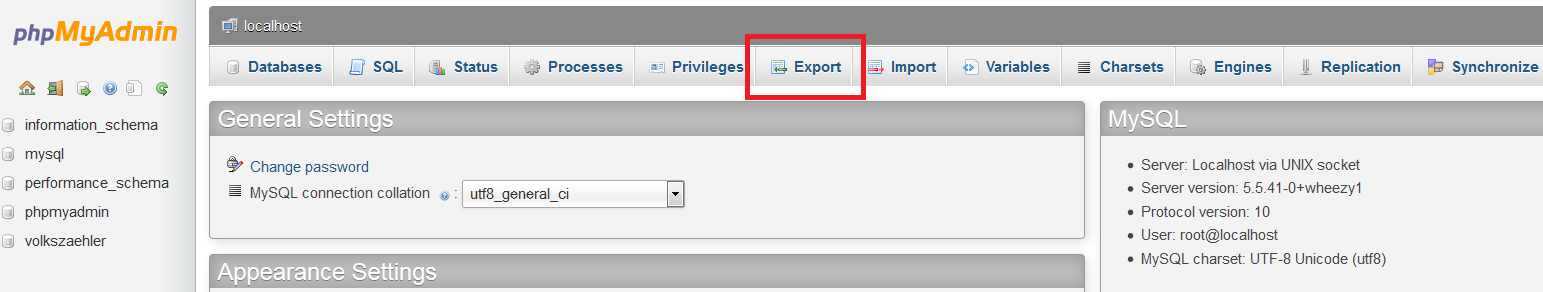 phpMyAdmin
localhost
Databases SQL Status Processes Privileges Export Import Variables Charsets Engines Replication Synchronize
information_schema
mysql
performance_schema
phpmyadmin
volkszaehler
General Settings
Change password
MySQL connection collation : utf8_general_ci
Appearance Settings
MySQL
Server: Localhost via UNIX socket
Server version: 5.5.41-0+wheezy1
Protocol version: 10
User: root@localhost
MySQL charset: UTF-8 Unicode (utf8)